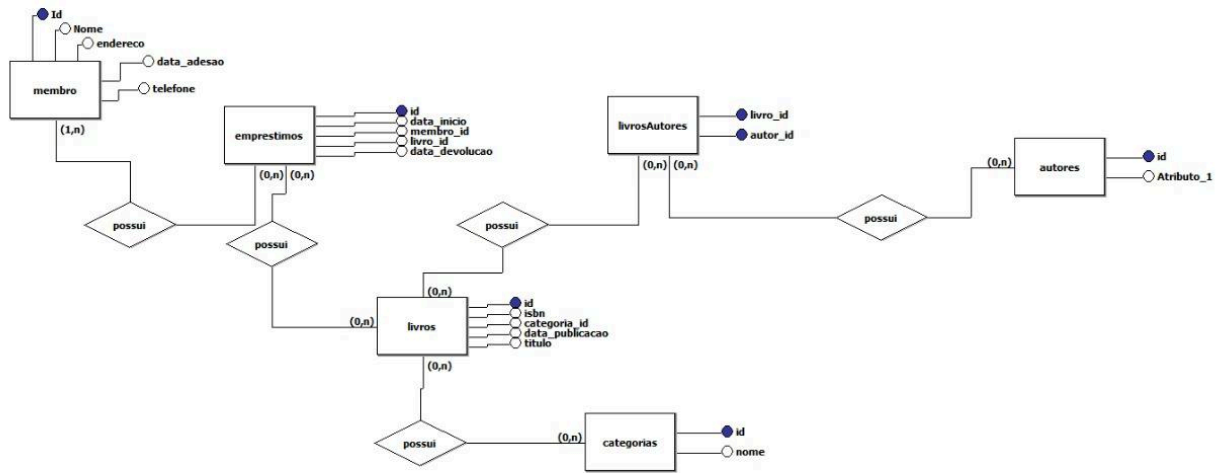 Id
Nome
endereco
data_adesao
telefone
membro
(1,n)
emprestimos
id
data_inicio
membro_id
livro_id
data_devolucao
(0,n) (0,n)
possui
possui
livrosAutores
livro_id
autor_id
(0,n) (0,n)
autores
id
Atributo_1
(0,n)
possui
possui
(0,n)
(0,n)
livros
id
isbn
categoria_id
data_publicacao
titulo
(0,n)
possui
(0,n)
categorias
id
nome